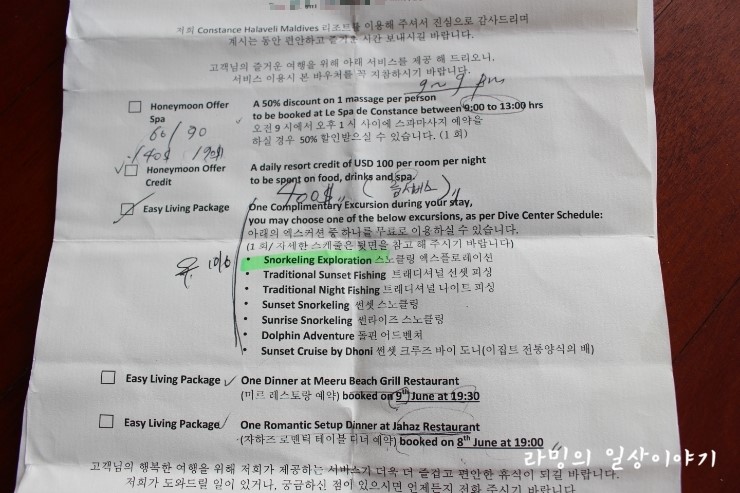 저희 Constance Halaveli Maldives 리조트를 이용해 주셔서 진심으로 감사드리며
계시는 동안 편안하고 즐거운 시간 보내시길 바랍니다.
고객님의 즐거운 여행을 위해 아래 서비스를 제공 해 드리오니,
서비스 이용시 본 바우처를 꼭 지참하시기 바랍니다.
9~9 pm
Honeymoon Offer Spa
A 50% discount on 1 massage per person
to be booked at Le Spa de Constance between 9:00 to 13:00 hrs
60/90
오전 9시에서 오후 1시 사이에 스파마사지 예약을
하실 경우 50% 할인받으실 수 있습니다. (1 회)
140$ 190$
Honeymoon Offer Credit
A daily resort credit of USD 100 per room per night
to be spent on food, drinks and spa.
400$
Easy Living Package
One Complimentary Excursion during your stay,
you may choose one of the below excursions, as per Dive Center Schedule:
아래의 엑스커션 중 하나를 무료로 이용하실 수 있습니다.
(1 회/ 자세한 스케줄은 뒷면을 참고 해 주시기 바랍니다)
• Snorkeling Exploration 스노클링 엑스플로레이션
• Traditional Sunset Fishing 트래디셔널 선셋 피싱
• Traditional Night Fishing 트래디셔널 나이트 피싱
• Sunset Snorkeling 썬셋 스노클링
• Sunrise Snorkeling 썬라이즈 스노클링
• Dolphin Adventure 돌핀 어드벤쳐
• Sunset Cruise by Dhoni 썬셋 크루즈 바이 도니(이집트 전통양식의 배)
Easy Living Package
One Dinner at Meeru Beach Grill Restaurant
(미르 레스토랑 예약) booked on 9th June at 19:30
Easy Living Package
One Romantic Setup Dinner at Jahaz Restaurant
(자하즈 로맨틱 테이블 디너 예약) booked on 8th June at 19:00
라밍의 일상이야기
고객님의 행복한 여행을 위해 저희가 제공하는 서비스가 더욱 더 즐겁고 편안한 휴식이 되길 바랍니다.
저희가 도와드릴 일이 있거나, 궁금하신 점이 있으시면 언제든지 전화 주시기 바랍니다.